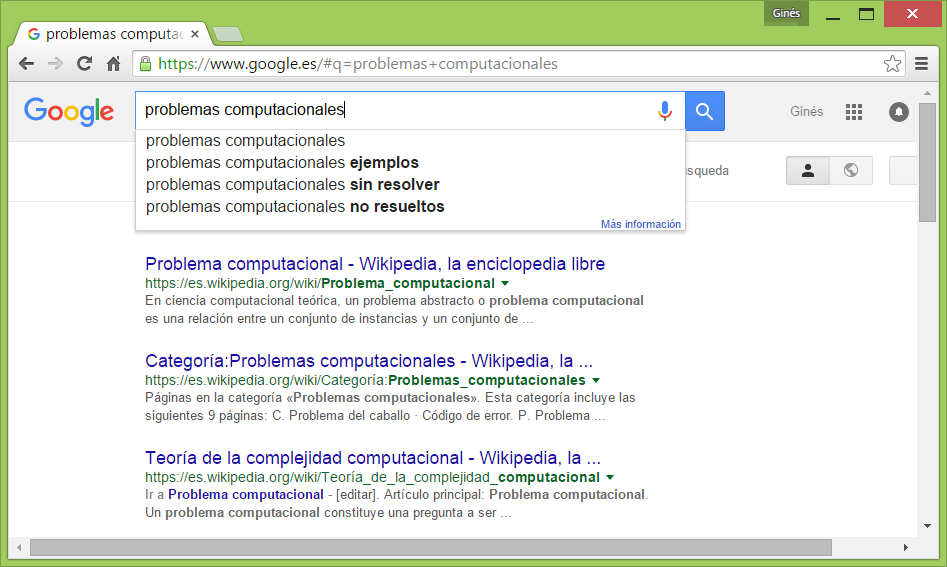 Ginés
problemas computac
https://www.google.es/#q=problemas+computacionales
Google
problemas computacionales
Ginés
problemas computacionales
problemas computacionales ejemplos
problemas computacionales sin resolver
problemas computacionales no resueltos
Más información
squeda
Problema computacional - Wikipedia, la enciclopedia libre
https://es.wikipedia.org/wiki/Problema_computacional
En ciencia computacional teórica, un problema abstracto o problema computacional
es una relación entre un conjunto de instancias y un conjunto de ...
Categoría:Problemas computacionales - Wikipedia, la ...
https://es.wikipedia.org/wiki/Categoría:Problemas_computacionales
Páginas en la categoría «Problemas computacionales». Esta categoría incluye las
siguientes 9 páginas: C. Problema del caballo · Código de error. P. Problema ...
Teoría de la complejidad computacional - Wikipedia, la ...
https://es.wikipedia.org/wiki/Teoría_de_la_complejidad_computacional
Ir a Problema computacional - [editar]. Artículo principal: Problema computacional.
Un problema computacional constituye una pregunta a ser ...